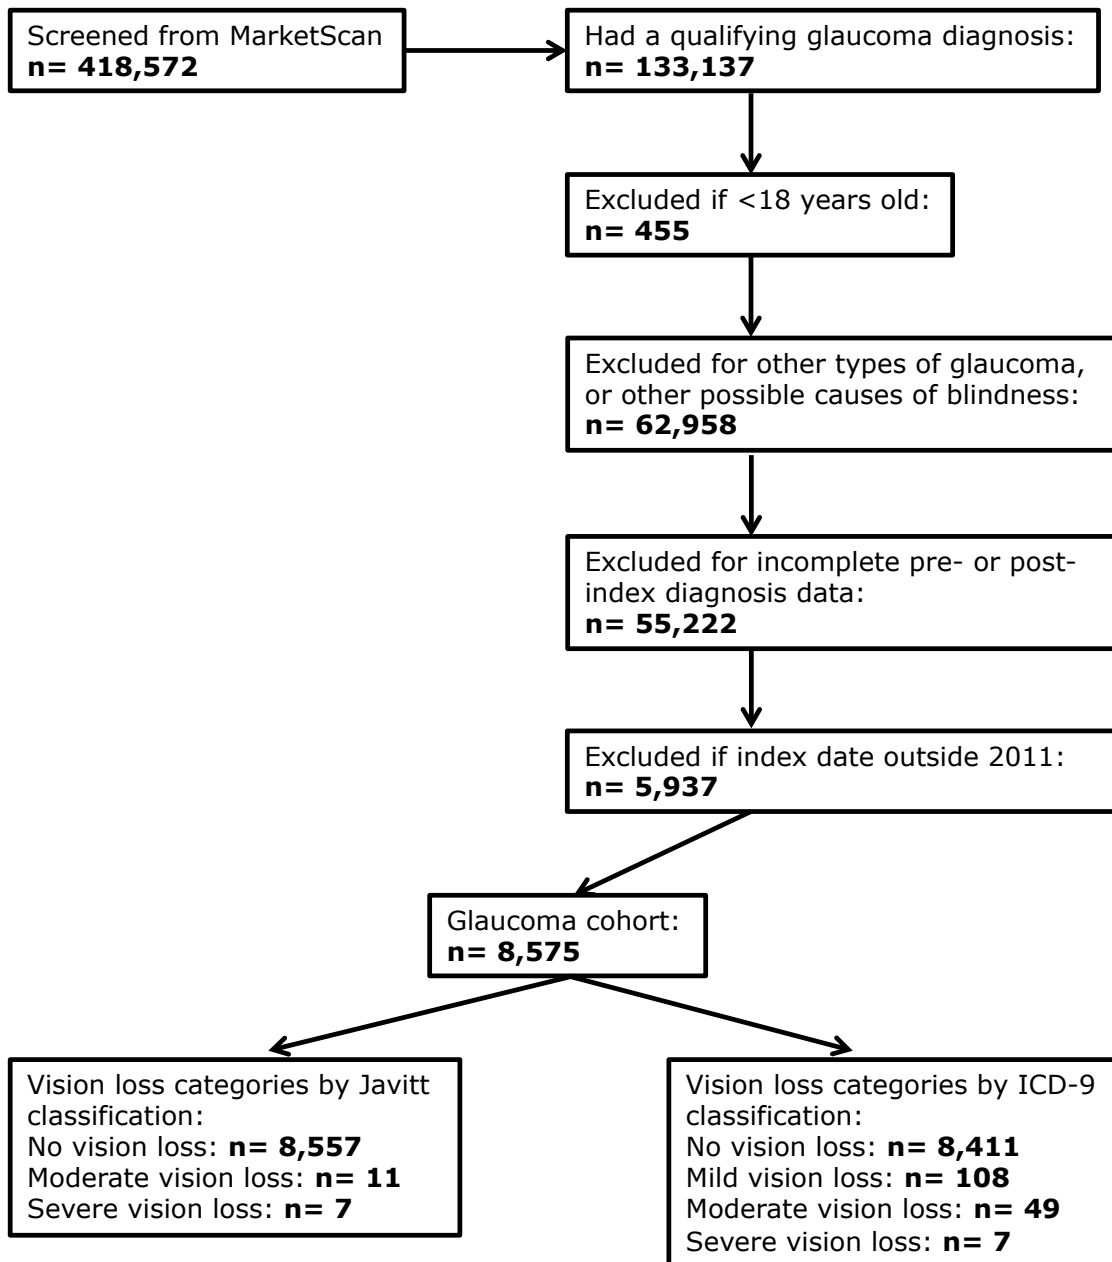 Screened from MarketScan
n= 418,572
Had a qualifying glaucoma diagnosis:
n= 133,137
Excluded if <18 years old:
n= 455
Excluded for other types of glaucoma,
or other possible causes of blindness:
n= 62,958
Excluded for incomplete pre- or post-
index diagnosis data:
n= 55,222
Excluded if index date outside 2011:
n= 5,937
Glaucoma cohort:
n= 8,575
Vision loss categories by Javitt
classification:
No vision loss: n= 8,557
Moderate vision loss: n= 11
Severe vision loss: n= 7
Vision loss categories by ICD-9
classification:
No vision loss: n= 8,411
Mild vision loss: n= 108
Moderate vision loss: n= 49
Severe vision loss: n= 7